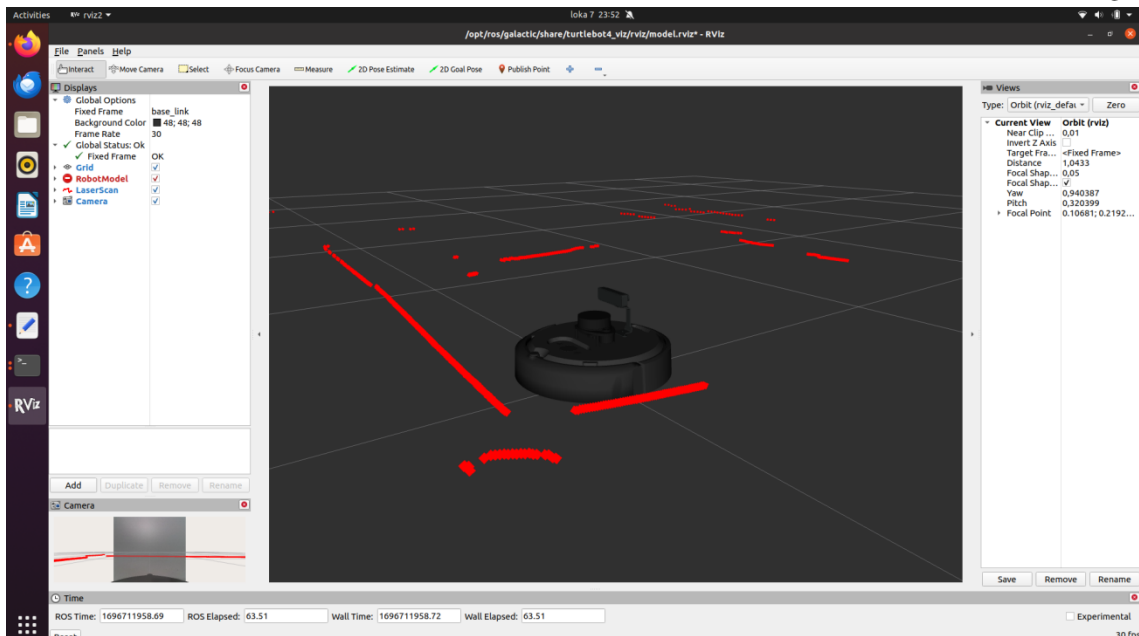 Activities RViz rviz2 loka 7 23:52
/opt/ros/galactic/share/turtlebot4_viz/rviz/model.rviz* - RViz
File Panels Help
Interact Move Camera Select Focus Camera Measure 2D Pose Estimate 2D Goal Pose Publish Point
Displays
Global Options
Fixed Frame base_link
Background Color 48; 48; 48
Frame Rate 30
Global Status: Ok
Fixed Frame OK
Grid
RobotModel
LaserScan
Camera
Add Duplicate Remove Rename
Camera
Views
Type: Orbit (rviz_defau Zero
Current View Orbit (rviz)
Near Clip ... 0,01
Invert Z Axis
Target Fra... <Fixed Frame>
Distance 1,0433
Focal Shap... 0,05
Focal Shap...
Yaw 0,940387
Pitch 0,320399
Focal Point 0.10681; 0.2192...
Save Remove Rename
RViz
Time
ROS Time: 1696711958.69 ROS Elapsed: 63.51 Wall Time: 1696711958.72 Wall Elapsed: 63.51 Experimental
Reset 30 fps